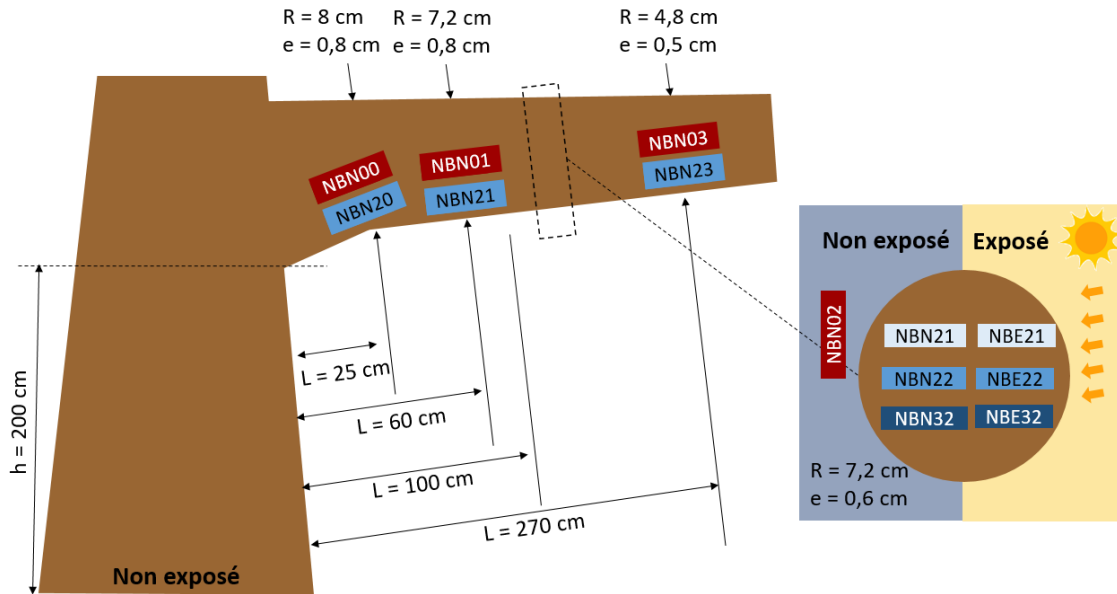 R = 8 cm
e = 0,8 cm
R = 7,2 cm
e = 0,8 cm
R = 4,8 cm
e = 0,5 cm
NBN00
NBN20
NBN01
NBN21
NBN03
NBN23
L = 25 cm
L = 60 cm
L = 100 cm
L = 270 cm
h = 200 cm
Non exposé
Non exposé
Exposé
NBN02
NBN21
NBE21
NBN22
NBE22
NBN32
NBE32
R = 7,2 cm
e = 0,6 cm